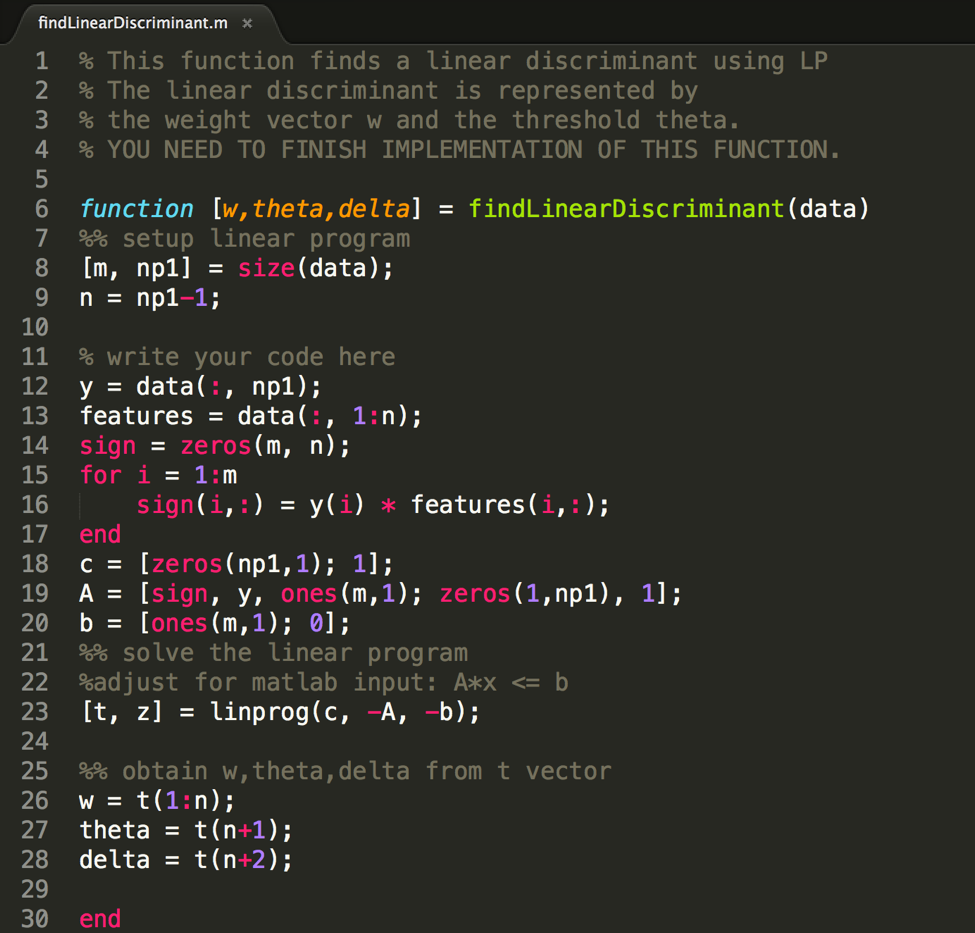 findLinearDiscriminant.m ×
1 % This function finds a linear discriminant using LP
2 % The linear discriminant is represented by
3 % the weight vector w and the threshold theta.
4 % YOU NEED TO FINISH IMPLEMENTATION OF THIS FUNCTION.
5
6 function [w,theta,delta] = findLinearDiscriminant(data)
7 %% setup linear program
8 [m, np1] = size(data);
9 n = np1-1;
10
11 % write your code here
12 y = data(:, np1);
13 features = data(:, 1:n);
14 sign = zeros(m, n);
15 for i = 1:m
16     sign(i,:) = y(i) * features(i,:);
17 end
18 c = [zeros(np1,1); 1];
19 A = [sign, y, ones(m,1); zeros(1,np1), 1];
20 b = [ones(m,1); 0];
21 %% solve the linear program
22 %adjust for matlab input: A*x <= b
23 [t, z] = linprog(c, -A, -b);
24
25 %% obtain w,theta,delta from t vector
26 w = t(1:n);
27 theta = t(n+1);
28 delta = t(n+2);
29
30 end